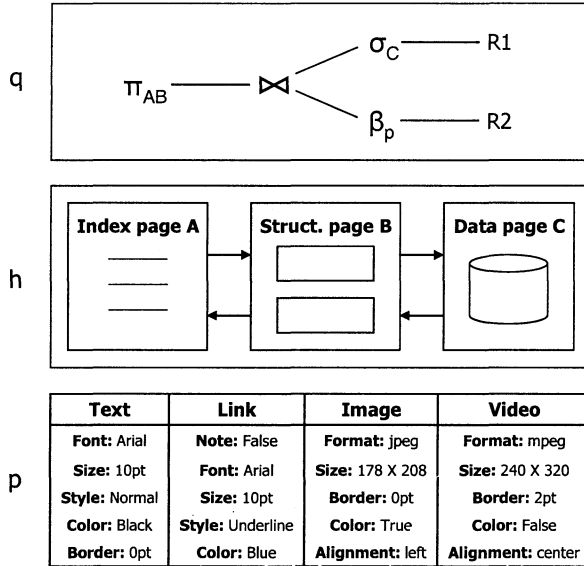 q
π_AB ⋈ σ_C R1
β_p R2
h
Index page A Struct. page B Data page C
p
Text Link Image Video
Font: Arial Note: False Format: jpeg Format: mpeg
Size: 10pt Font: Arial Size: 178 X 208 Size: 240 X 320
Style: Normal Size: 10pt Border: 0pt Border: 2pt
Color: Black Style: Underline Color: True Color: False
Border: 0pt Color: Blue Alignment: left Alignment: center